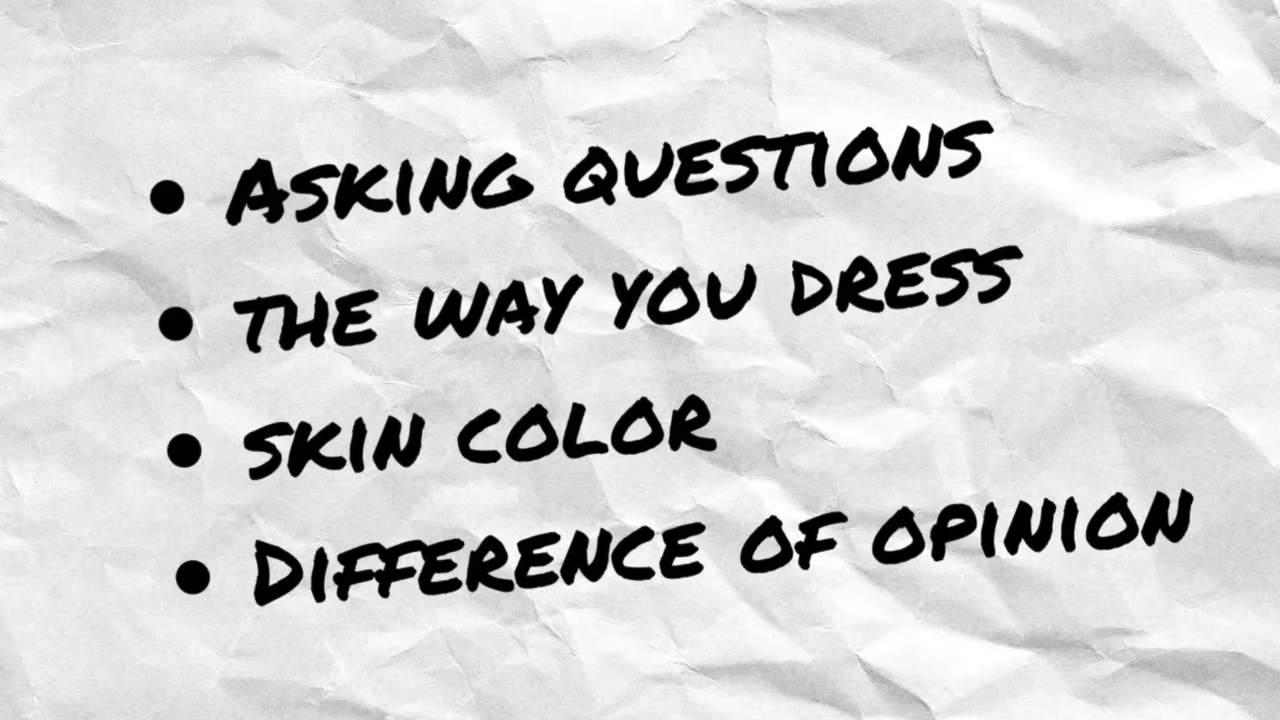 • Asking questions
• The way you dress
• Skin color
• Difference of opinion